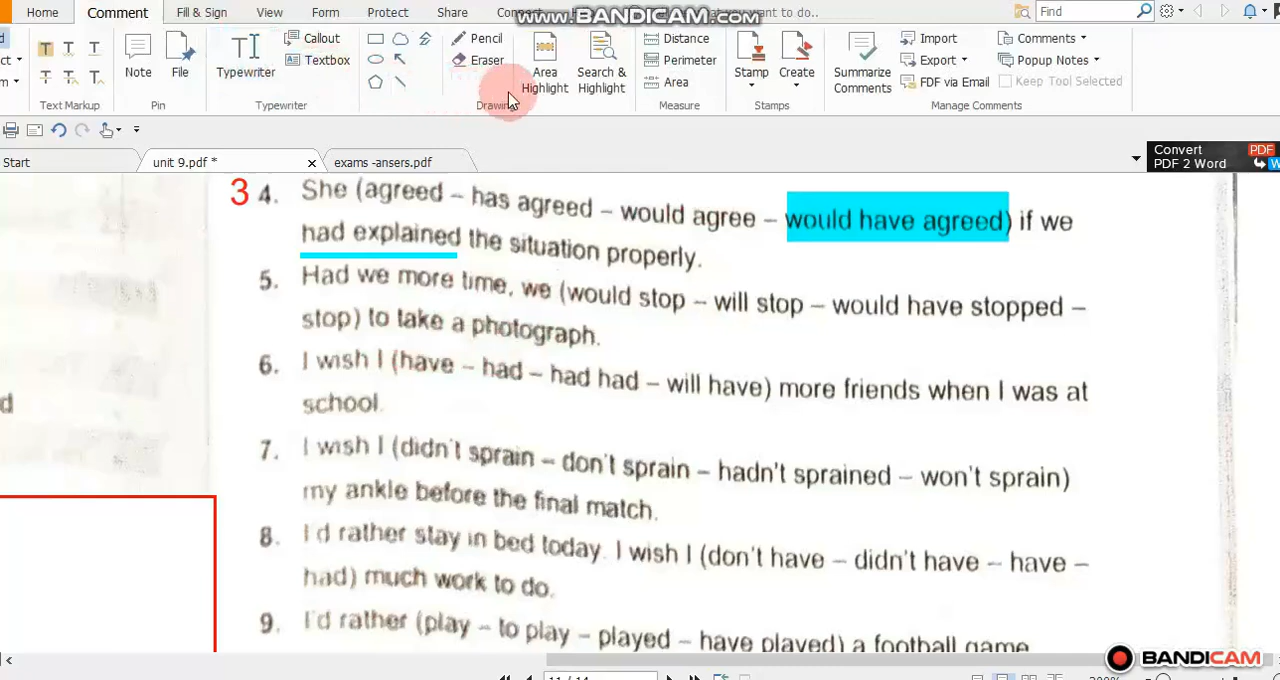 WWW.BANDICAM.COM
Home Comment Fill & Sign View Form Protect Share want to do..
Find
Callout
Textbox
Pencil
Eraser
Distance
Perimeter
Area
Import
Export
FDF via Email
Comments
Popup Notes
Keep Tool Selected
Note File Typewriter
Area Highlight
Search & Highlight
Stamp Create
Summarize Comments
Text Markup Pin Typewriter Measure Stamps Manage Comments
Convert PDF
PDF 2 Word
Start unit 9.pdf * exams -ansers.pdf
3 4. She (agreed – has agreed – would agree – would have agreed) if we
had explained the situation properly.
5. Had we more time, we (would stop – will stop – would have stopped –
stop) to take a photograph.
6. I wish I (have – had – had had – will have) more friends when I was at
school.
7. I wish I (didn't sprain – don't sprain – hadn't sprained – won't sprain)
my ankle before the final match.
8. I'd rather stay in bed today. I wish I (don't have – didn't have – have –
had) much work to do.
9. I'd rather (play – to play – played – have played) a football game
BANDICAM
11 / 14